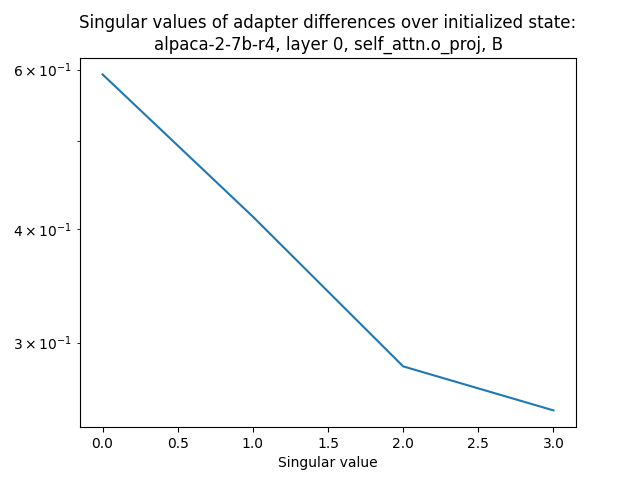 Singular values of adapter differences over initialized state:
alpaca-2-7b-r4, layer 0, self_attn.o_proj, B
6 × 10⁻¹
4 × 10⁻¹
3 × 10⁻¹
0.0 0.5 1.0 1.5 2.0 2.5 3.0
Singular value